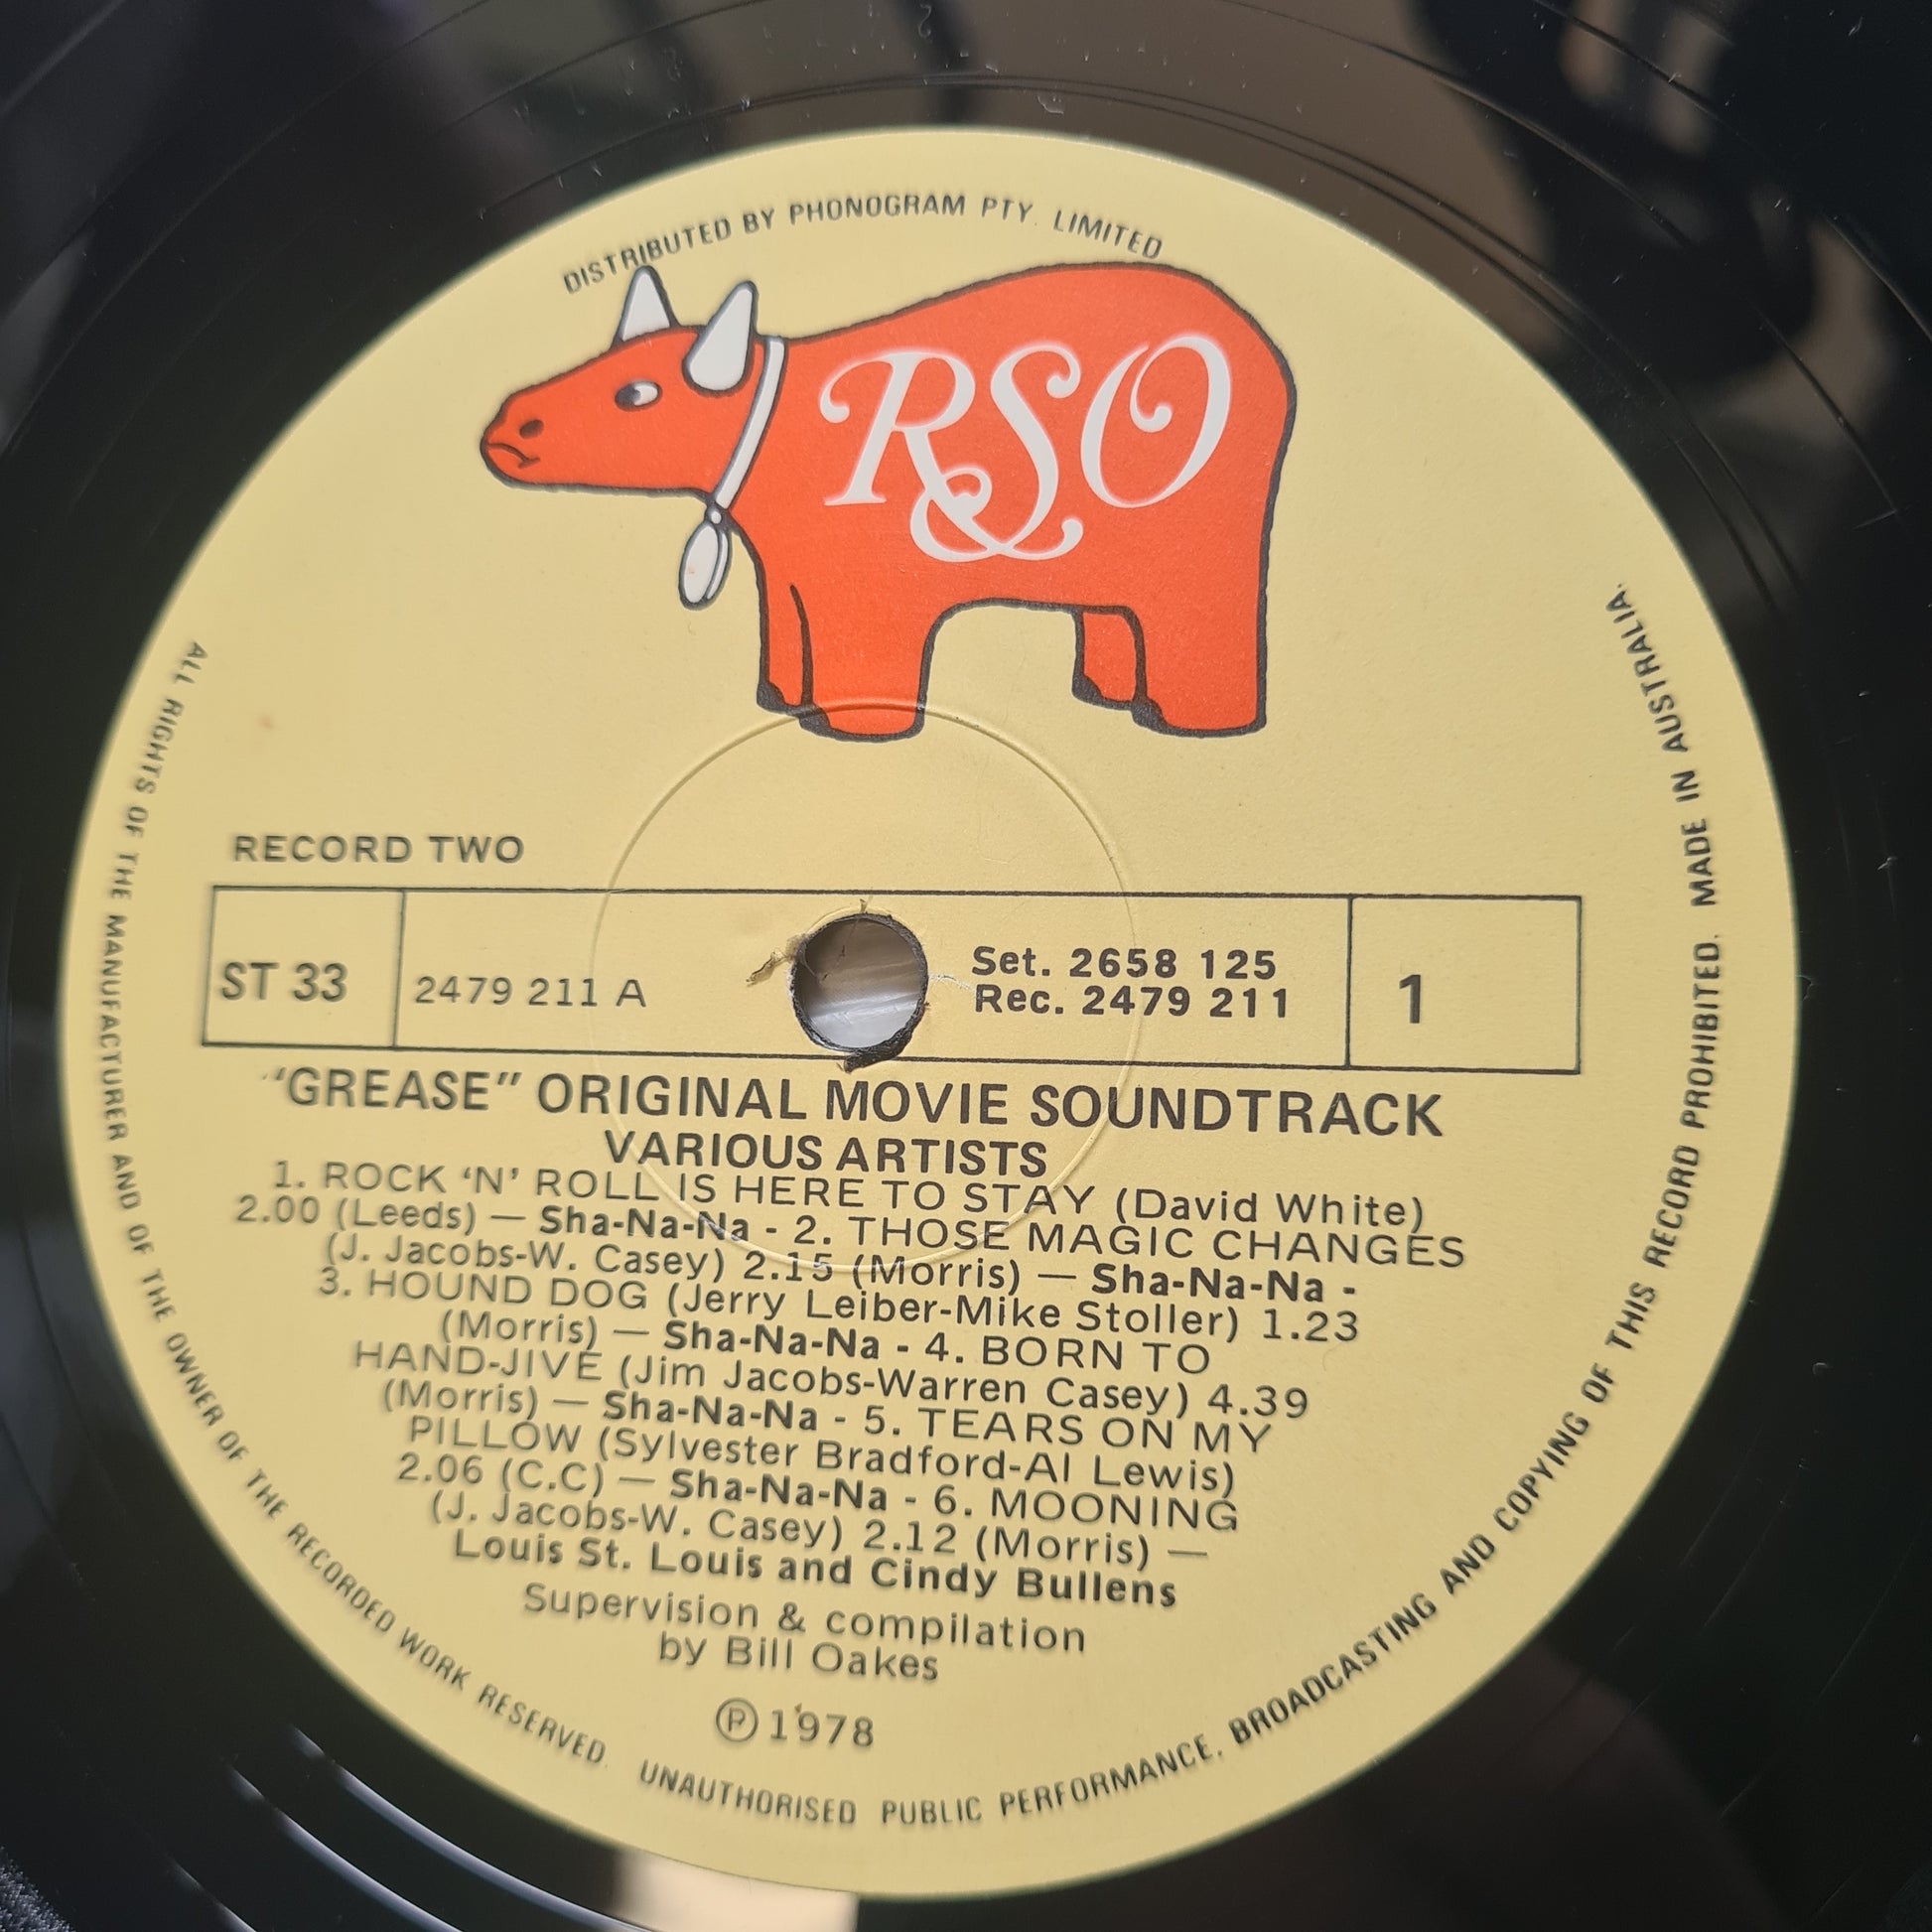 DISTRIBUTED BY PHONOGRAM PTY. LIMITED
RSO
RECORD TWO
ST 33
2479 211 A
Set. 2658 125
Rec. 2479 211
1
"GREASE" ORIGINAL MOVIE SOUNDTRACK
VARIOUS ARTISTS
1. ROCK 'N' ROLL IS HERE TO STAY (David White)
2.00 (Leeds) — Sha-Na-Na - 2. THOSE MAGIC CHANGES
(J. Jacobs-W. Casey) 2.15 (Morris) — Sha-Na-Na -
3. HOUND DOG (Jerry Leiber-Mike Stoller) 1.23
(Morris) — Sha-Na-Na - 4. BORN TO
HAND-JIVE (Jim Jacobs-Warren Casey) 4.39
(Morris) — Sha-Na-Na - 5. TEARS ON MY
PILLOW (Sylvester Bradford-Al Lewis)
2.06 (C.C) — Sha-Na-Na - 6. MOONING
(J. Jacobs-W. Casey) 2.12 (Morris) —
Louis St. Louis and Cindy Bullens
Supervision & compilation
by Bill Oakes
Ⓟ 1978
ALL RIGHTS OF THE MANUFACTURER AND OF THE OWNER OF THE RECORDED WORK RESERVED. UNAUTHORISED PUBLIC PERFORMANCE, BROADCASTING AND COPYING OF THIS RECORD PROHIBITED. MADE IN AUSTRALIA.